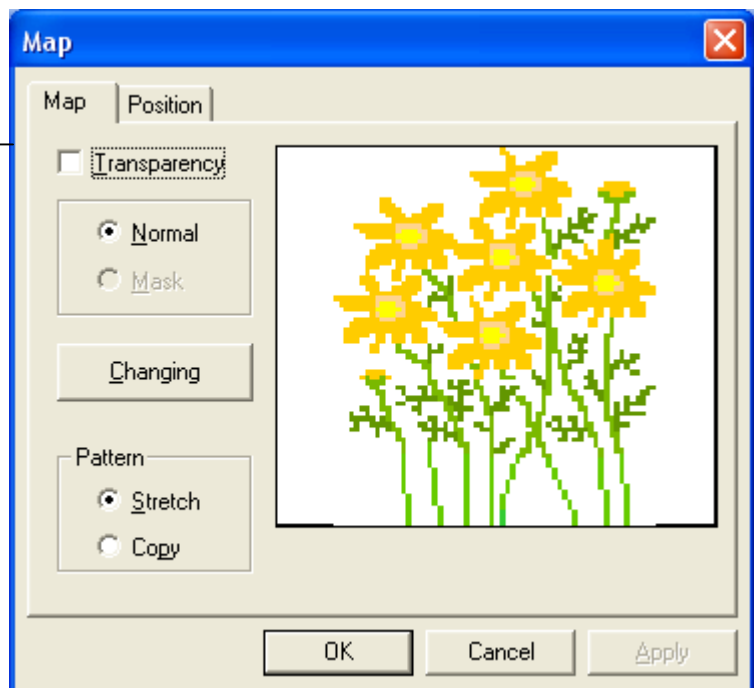 Map
Map Position
Transparency
Normal
Mask
Changing
Pattern
Stretch
Copy
OK Cancel Apply